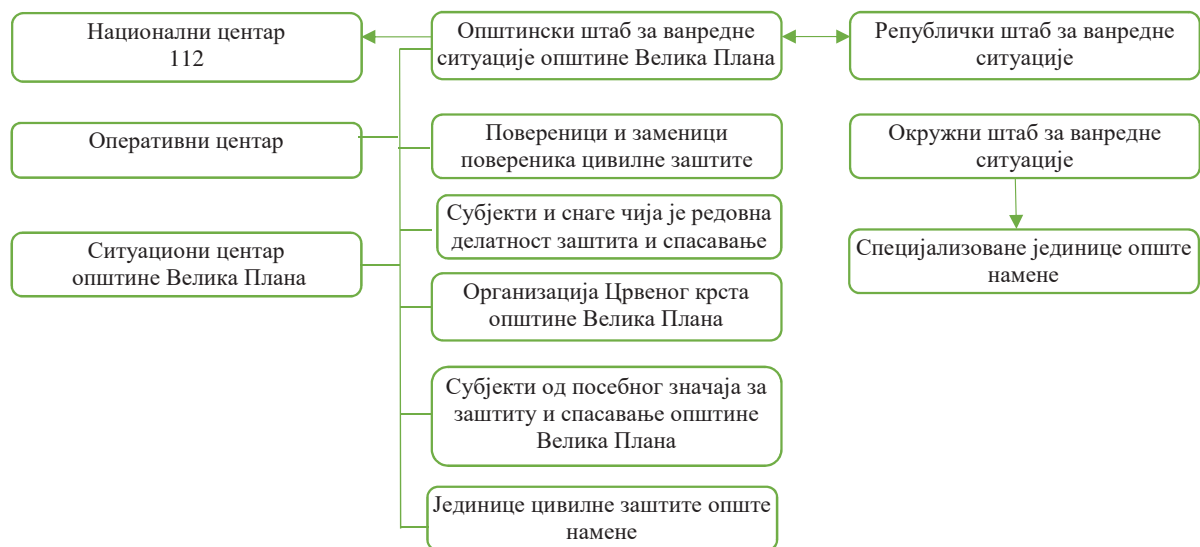 Национални центар
112
Општински штаб за ванредне
ситуације општине Велика Плана
Републички штаб за ванредне
ситуације
Оперативни центар
Повереници и заменици
повереника цивилне заштите
Окружни штаб за ванредне
ситуације
Субјекти и снаге чија је редовна
делатност заштита и спасавање
Ситуациони центар
општине Велика Плана
Специјализоване јединице опште
намене
Организација Црвеног крста
општине Велика Плана
Субјекти од посебног значаја за
заштиту и спасавање општине
Велика Плана
Јединице цивилне заштите опште
намене